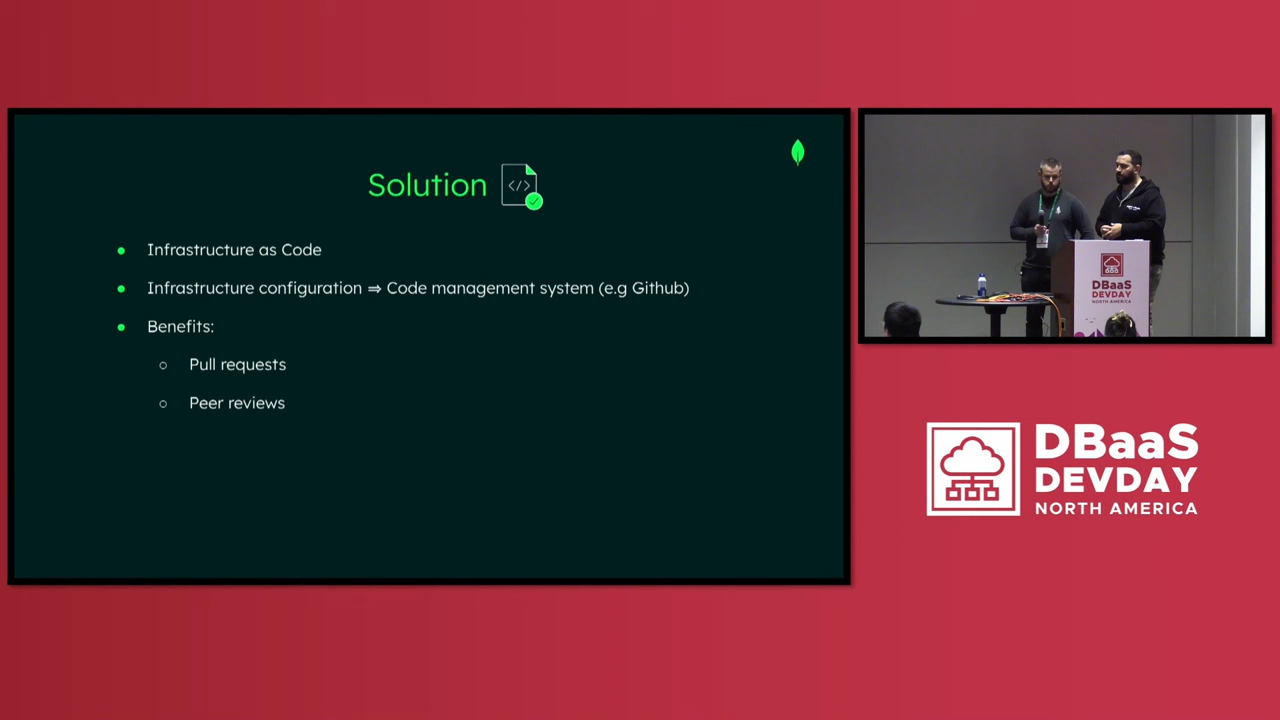 Solution
</>
Infrastructure as Code
Infrastructure configuration ⇒ Code management system (e.g Github)
Benefits:
Pull requests
Peer reviews
DBaaS
DEVDAY
NORTH AMERICA
DBaaS
DEVDAY
NORTH AMERICA